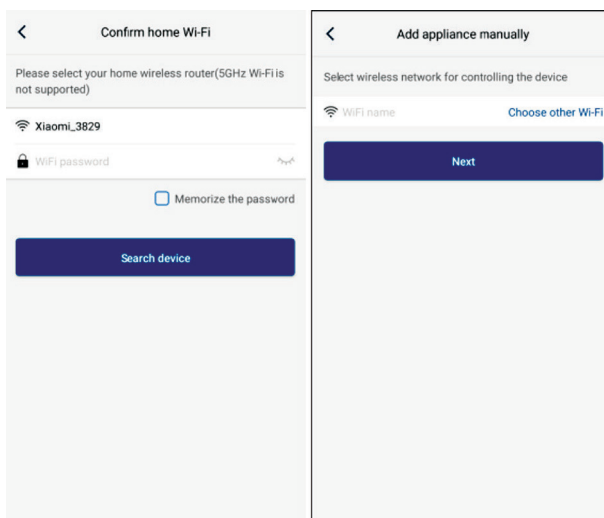 Confirm home Wi-Fi
Please select your home wireless router(5GHz Wi-Fi is
not supported)
Xiaomi_3829
WiFi password
Memorize the password
Search device
Add appliance manually
Select wireless network for controlling the device
WiFi name
Choose other Wi-Fi
Next